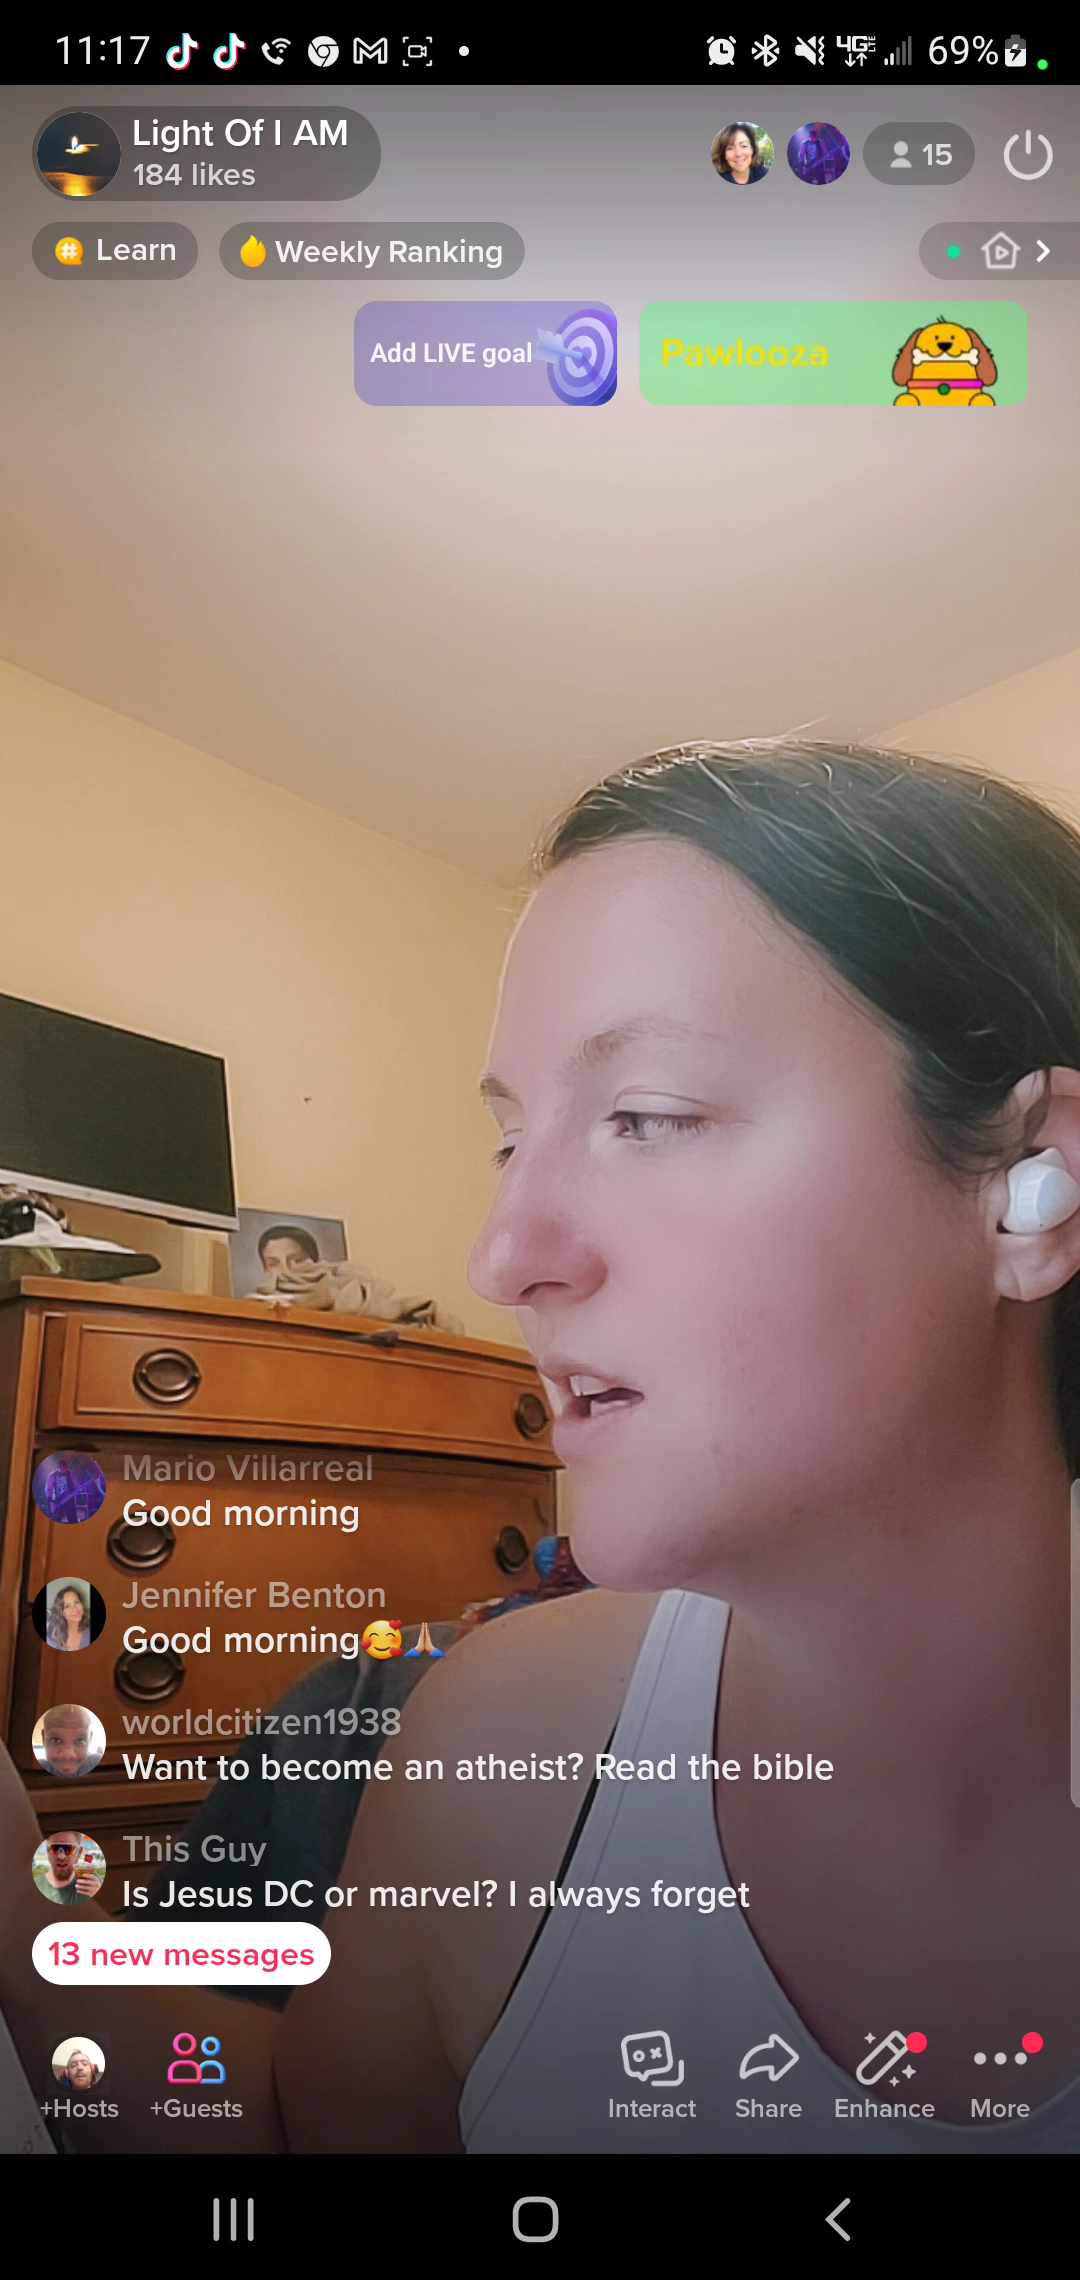 11:17
4G LTE
69%
Light Of I AM
184 likes
15
Learn
Weekly Ranking
Add LIVE goal
Pawlooza
Mario Villarreal
Good morning
Jennifer Benton
Good morning🥰🙏🏼
worldcitizen1938
Want to become an atheist? Read the bible
This Guy
Is Jesus DC or marvel? I always forget
13 new messages
+Hosts
+Guests
Interact
Share
Enhance
More